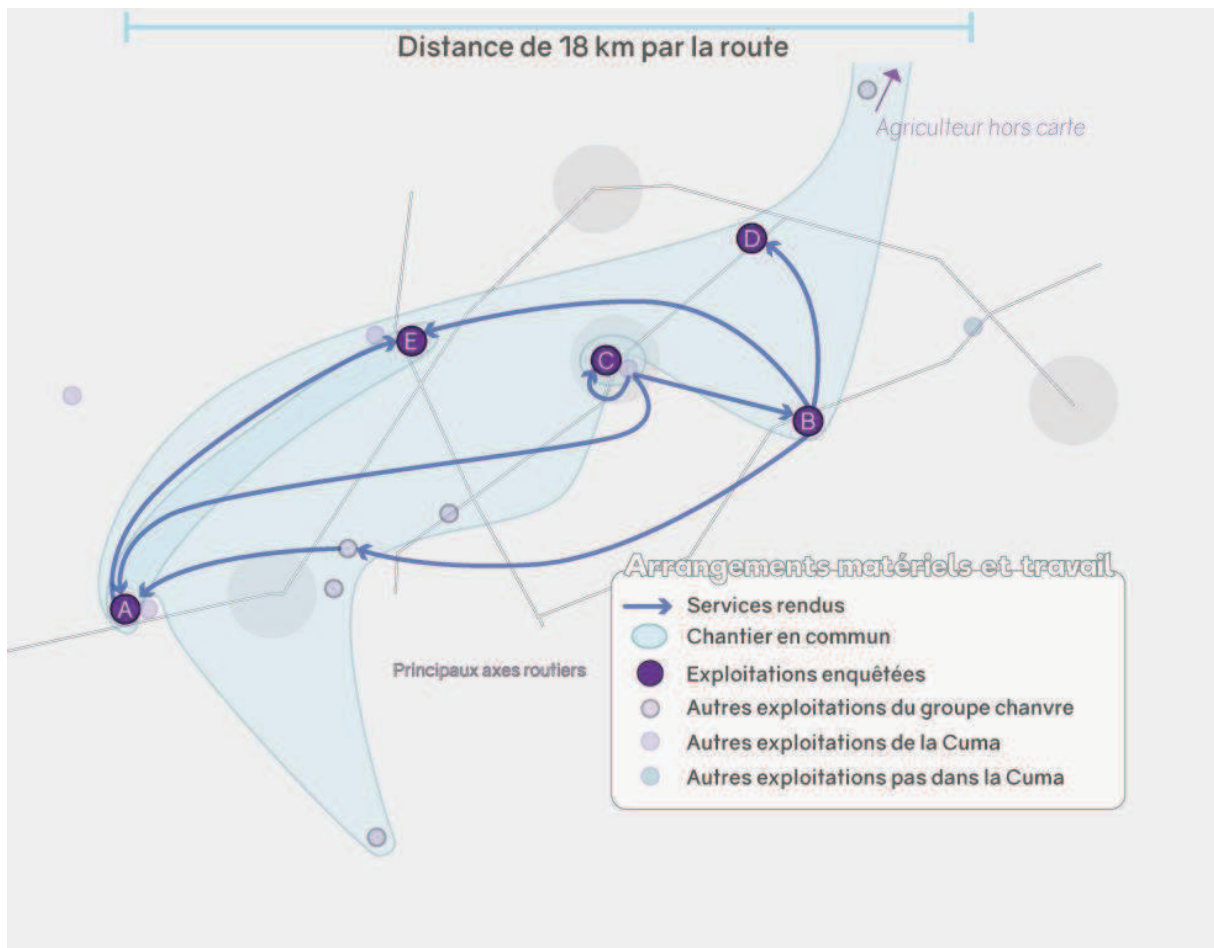 Distance de 18 km par la route
Agriculteur hors carte
D
E
C
B
A
Principaux axes routiers
Arrangements matériels et travail
Services rendus
Chantier en commun
Exploitations enquêtées
Autres exploitations du groupe chanvre
Autres exploitations de la Cuma
Autres exploitations pas dans la Cuma